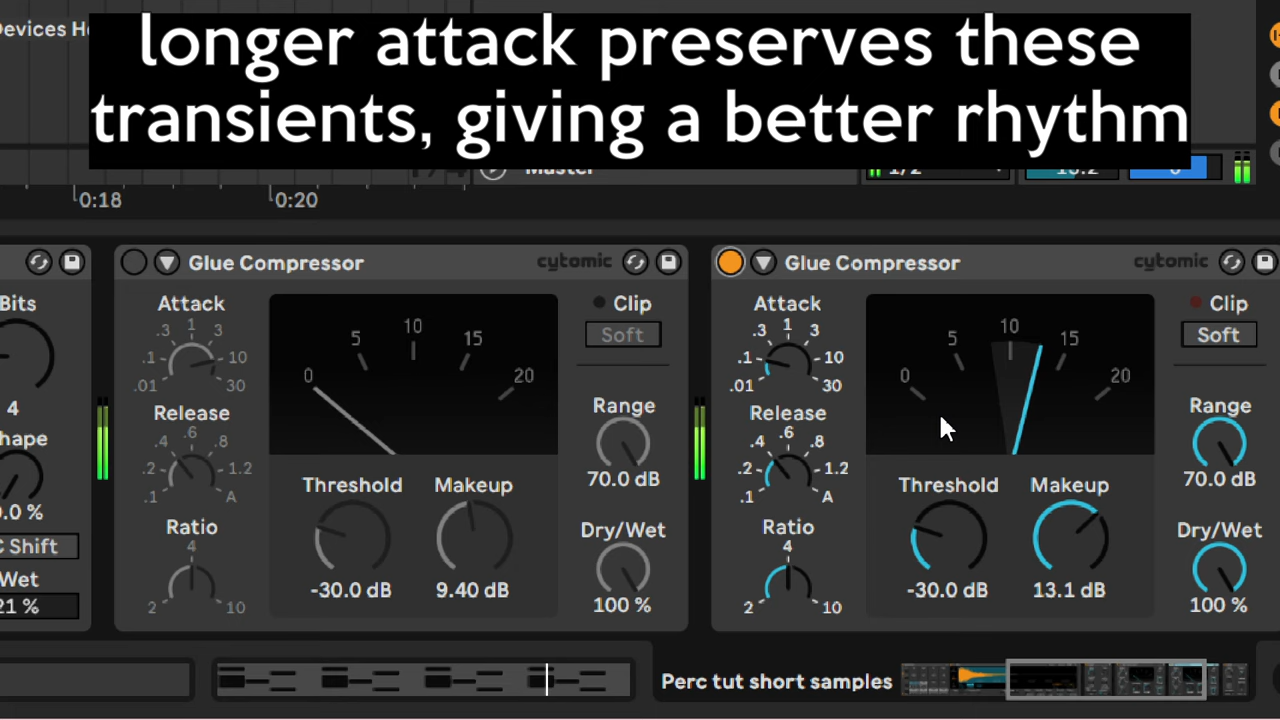 longer attack preserves these
transients, giving a better rhythm
Devices
Master
1/2
0:18
0:20
Glue Compressor
cytomic
Glue Compressor
cytomic
Bits
4
Shape
0.0 %
C Shift
Wet
21 %
Attack
.01
.1
.3
1
3
10
30
Release
.1
.2
.4
.6
.8
1.2
A
Ratio
2
4
10
0
5
10
15
20
Threshold
-30.0 dB
Makeup
9.40 dB
Clip
Soft
Range
70.0 dB
Dry/Wet
100 %
Attack
.01
.1
.3
1
3
10
30
Release
.1
.2
.4
.6
.8
1.2
A
Ratio
2
4
10
0
5
10
15
20
Threshold
-30.0 dB
Makeup
13.1 dB
Clip
Soft
Range
70.0 dB
Dry/Wet
100 %
Perc tut short samples